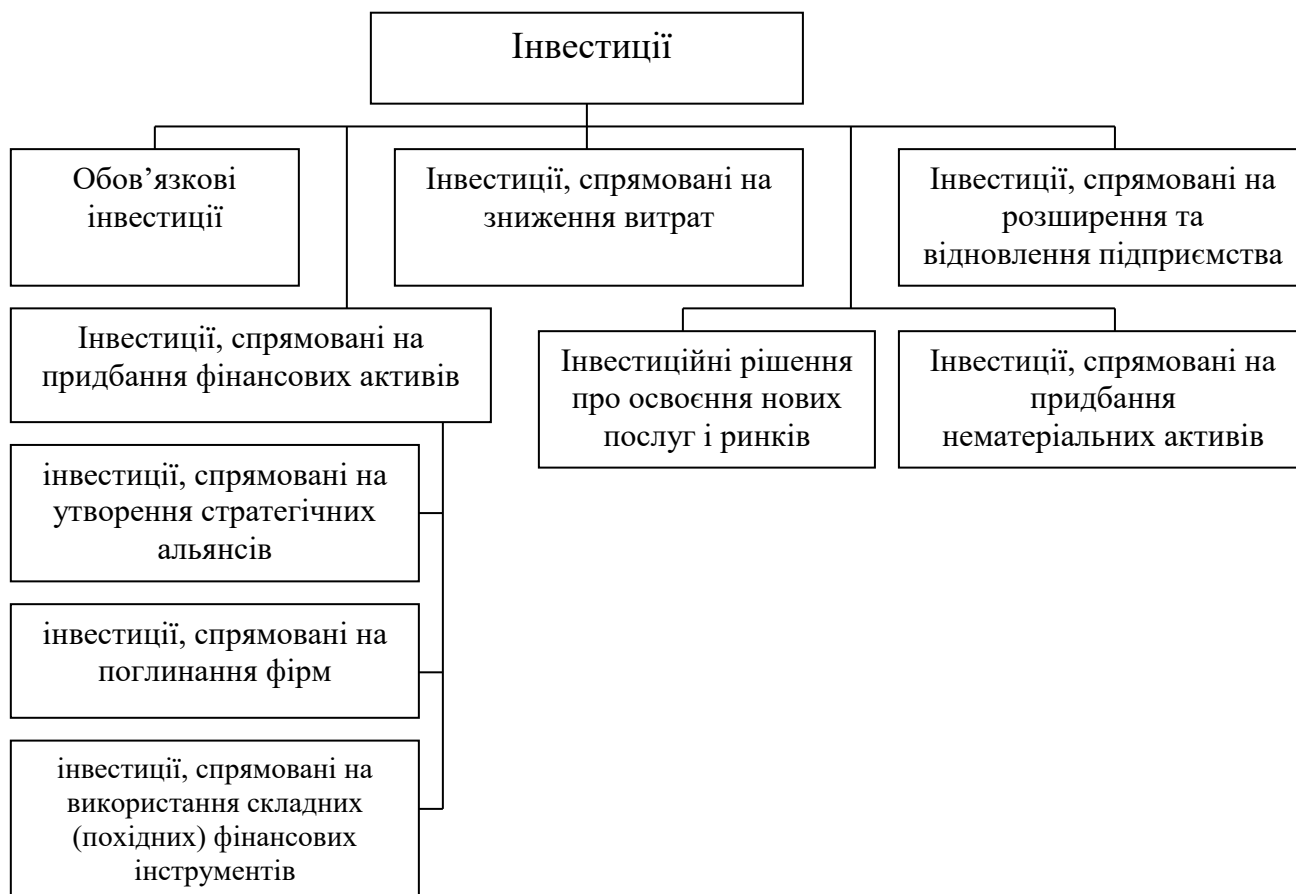 Інвестиції
Обов’язкові
інвестиції
Інвестиції, спрямовані на
зниження витрат
Інвестиції, спрямовані на
розширення та
відновлення підприємства
Інвестиції, спрямовані на
придбання фінансових активів
Інвестиційні рішення
про освоєння нових
послуг і ринків
Інвестиції, спрямовані на
придбання
нематеріальних активів
інвестиції, спрямовані на
утворення стратегічних
альянсів
інвестиції, спрямовані на
поглинання фірм
інвестиції, спрямовані на
використання складних
(похідних) фінансових
інструментів